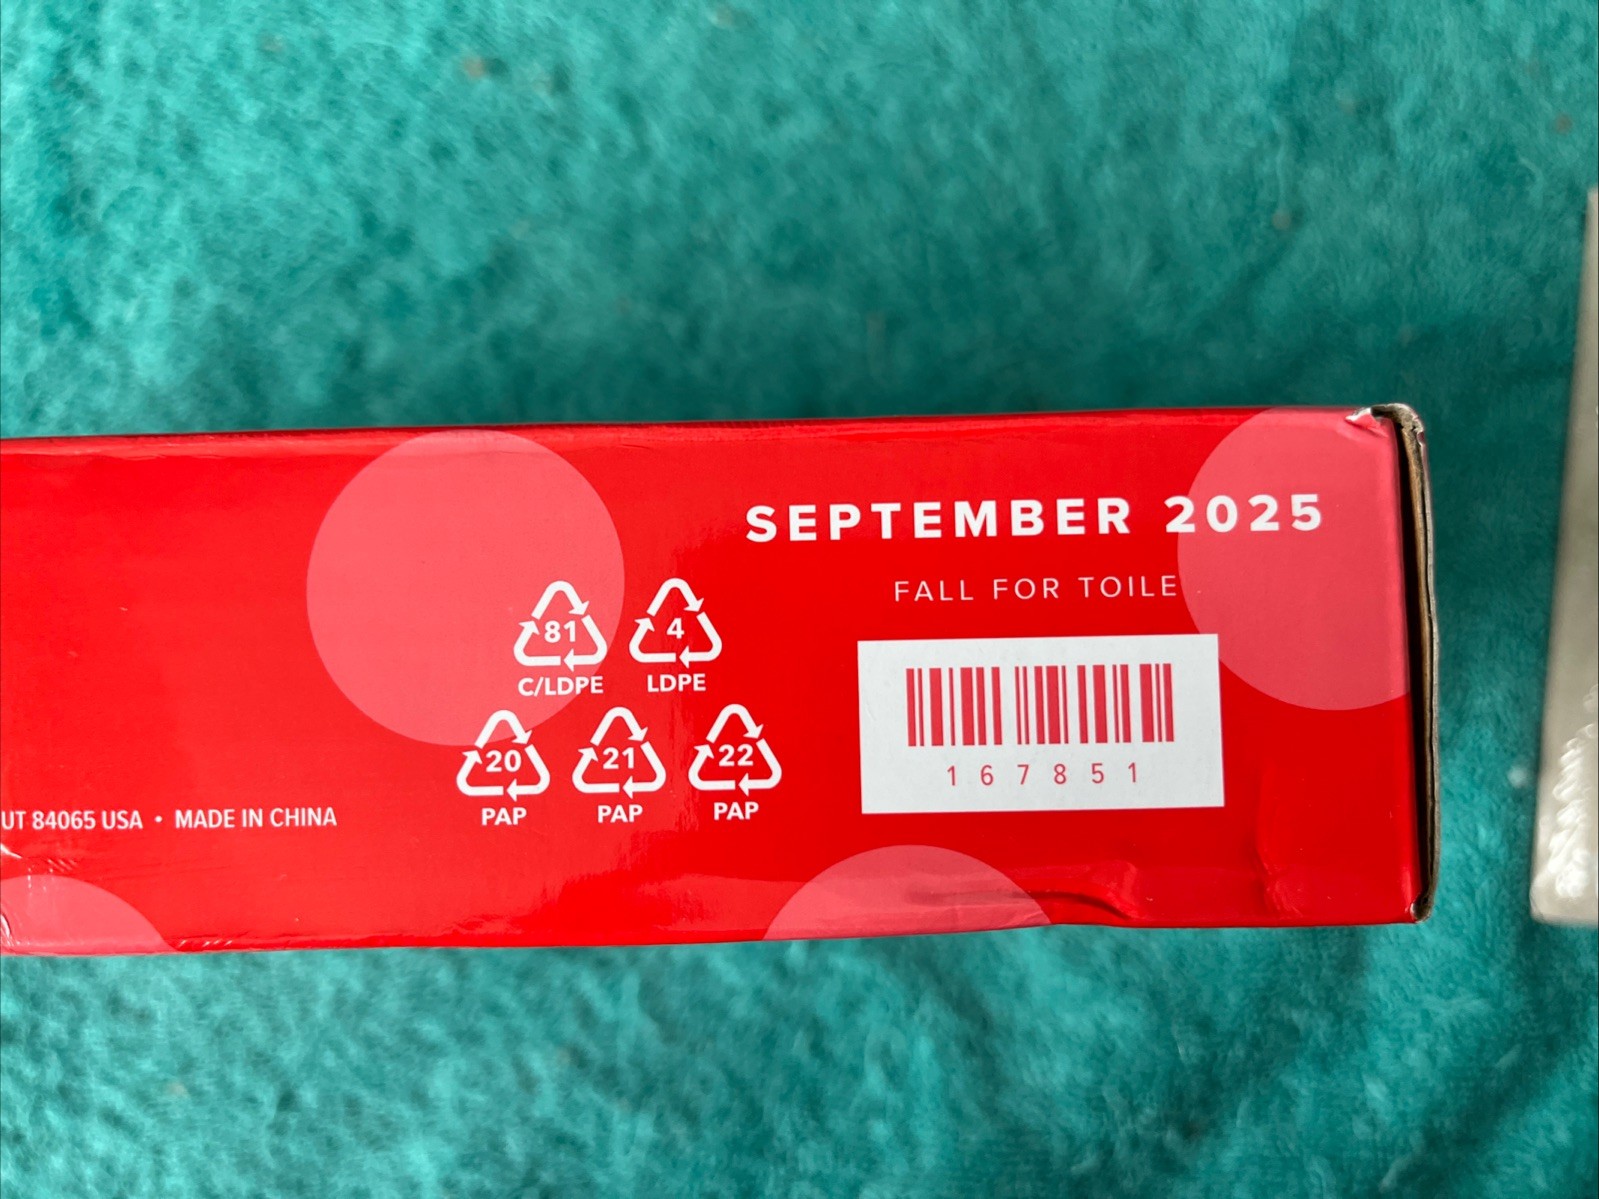 SEPTEMBER 2025
FALL FOR TOILE
81
C/LDPE
4
LDPE
20
PAP
21
PAP
22
PAP
167851
UT 84065 USA • MADE IN CHINA